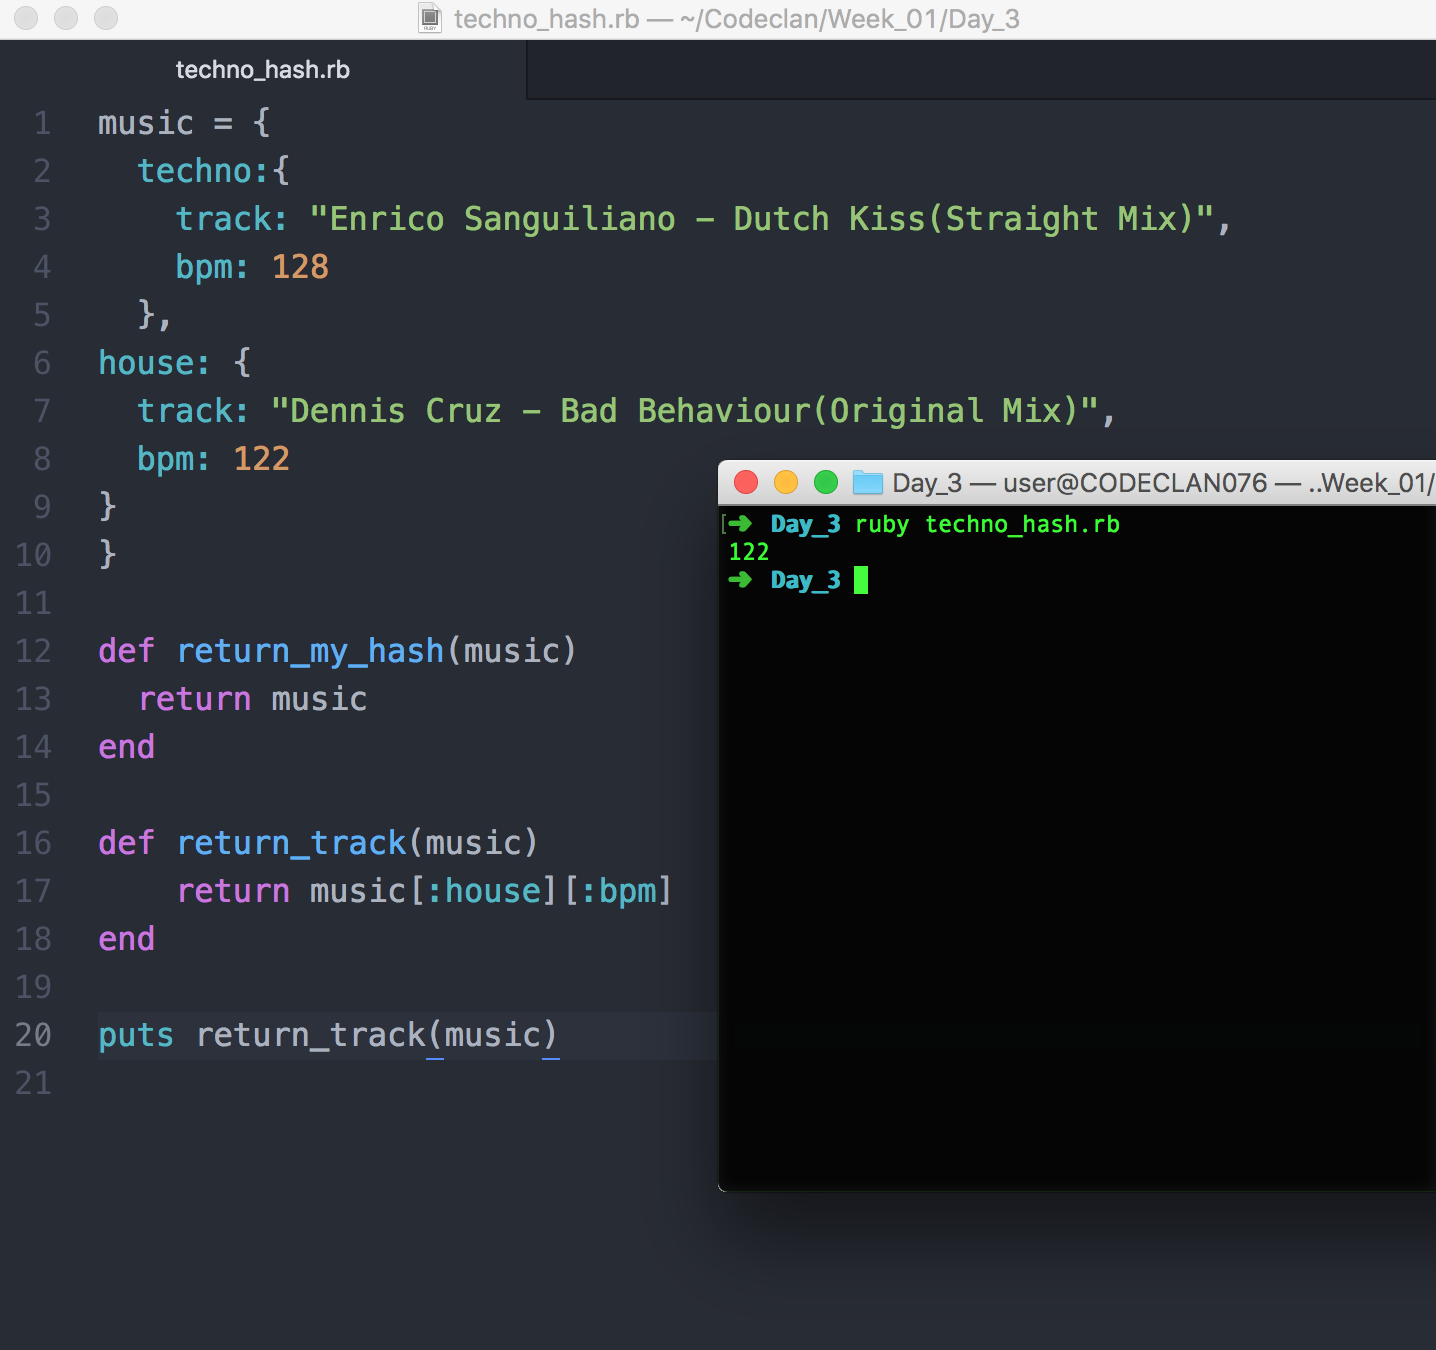 techno_hash.rb — ~/Codeclan/Week_01/Day_3
techno_hash.rb
1 music = {
2   techno:{
3     track: "Enrico Sanguiliano - Dutch Kiss(Straight Mix)",
4     bpm: 128
5   },
6 house: {
7   track: "Dennis Cruz - Bad Behaviour(Original Mix)",
8   bpm: 122
9 }
10 }
11
12 def return_my_hash(music)
13   return music
14 end
15
16 def return_track(music)
17     return music[:house][:bpm]
18 end
19
20 puts return_track(music)
21
Day_3 — user@CODECLAN076 — ..Week_01/
[➜ Day_3 ruby techno_hash.rb
122
➜ Day_3